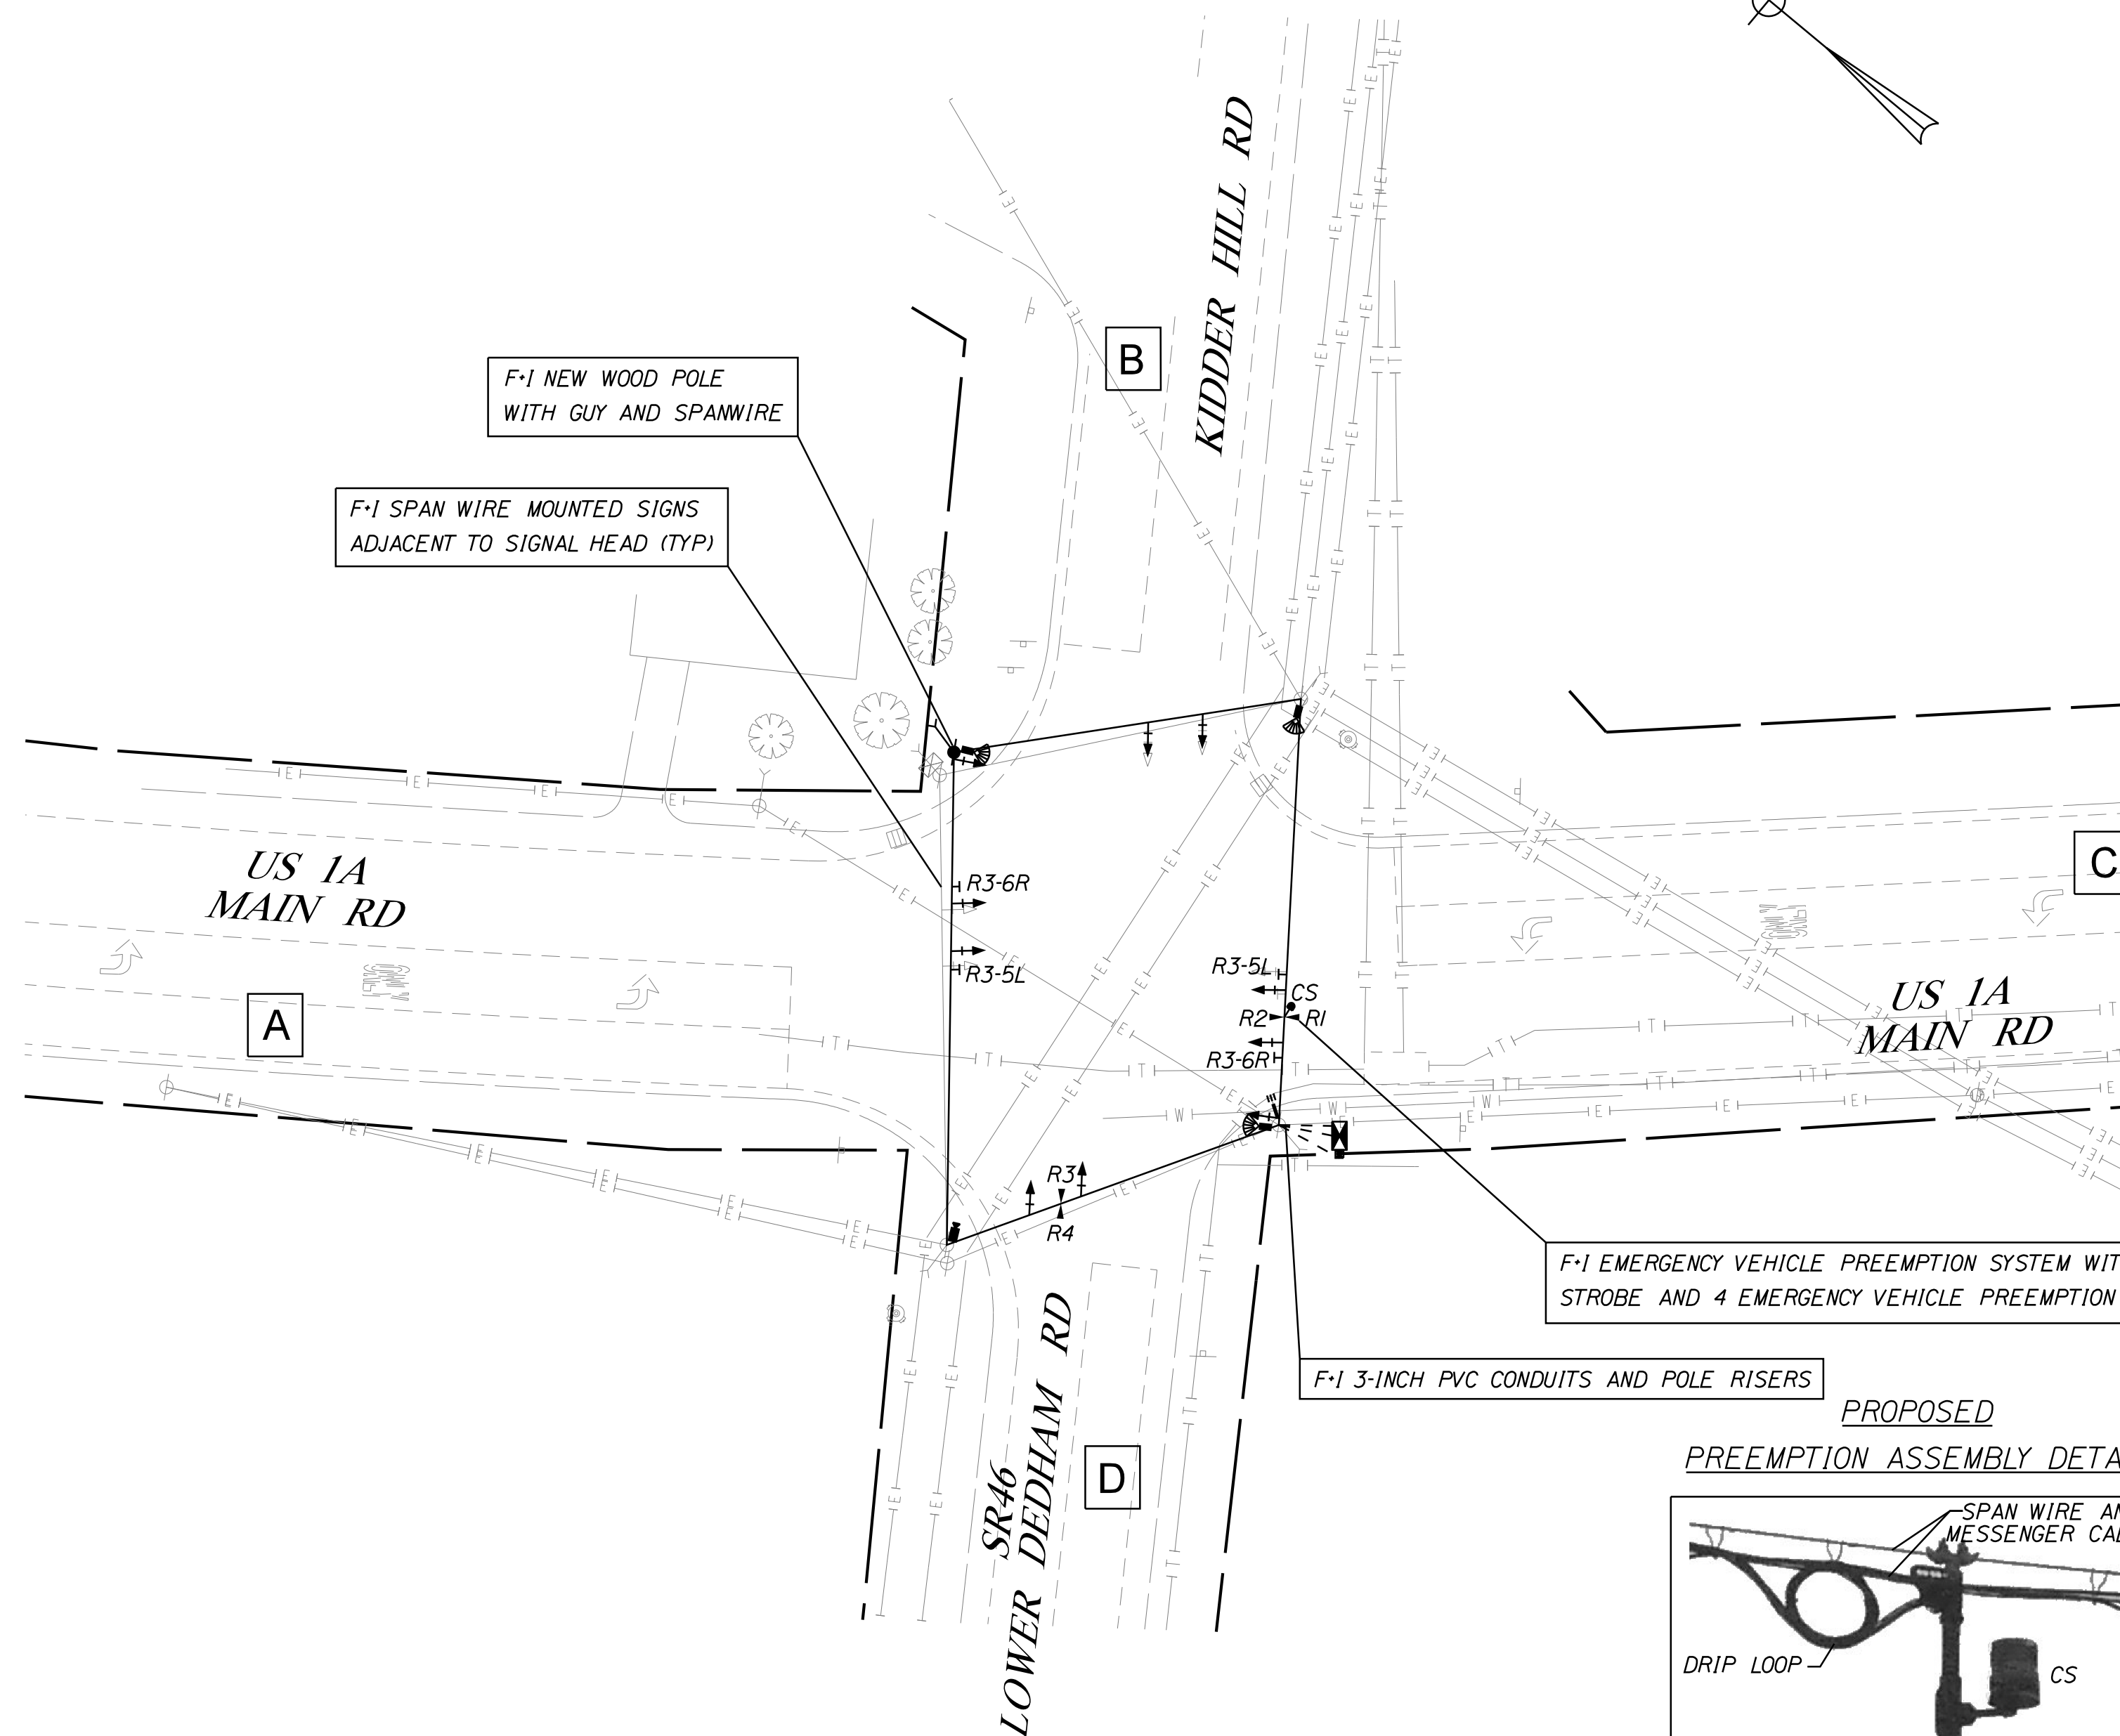 KIDDER HILL RD
B
F+I NEW WOOD POLE
WITH GUY AND SPANWIRE
F+I SPAN WIRE MOUNTED SIGNS
ADJACENT TO SIGNAL HEAD (TYP)
US 1A
MAIN RD
A
R3-6R
R3-5L
R3-5L
CS
R2
R1
R3-6R
C
US 1A
MAIN RD
R3
R4
F+I EMERGENCY VEHICLE PREEMPTION SYSTEM WIT
STROBE AND 4 EMERGENCY VEHICLE PREEMPTION
F+I 3-INCH PVC CONDUITS AND POLE RISERS
SR46
LOWER DEDHAM RD
D
PROPOSED
PREEMPTION ASSEMBLY DETA
SPAN WIRE AN
MESSENGER CAB
DRIP LOOP
CS